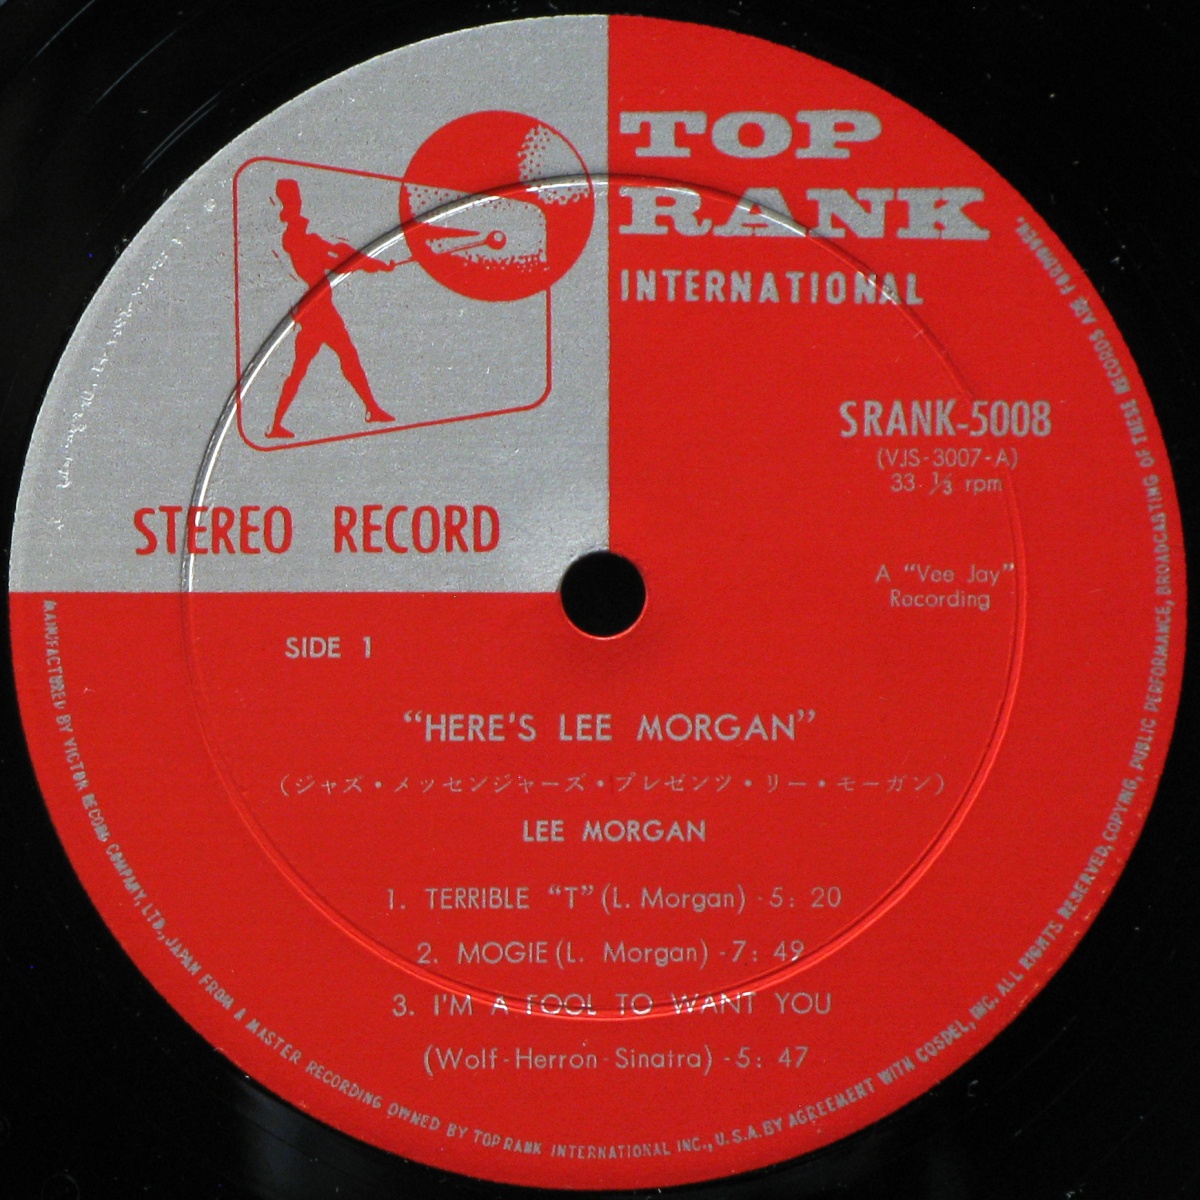 TOP
RANK
INTERNATIONAL
SRANK-5008
(VJS-3007-A)
33 ⅓ rpm
STEREO RECORD
A "Vee Jay"
Recording
SIDE 1
"HERE'S LEE MORGAN"
(ジャズ・メッセンジャーズ・プレゼンツ・リー・モーガン)
LEE MORGAN
1. TERRIBLE "T" (L. Morgan) - 5: 20
2. MOGIE (L. Morgan) - 7: 49
3. I'M A FOOL TO WANT YOU
(Wolf - Herron - Sinatra) - 5: 47
MANUFACTURED BY VICTOR RECORD COMPANY, LTD., JAPAN FROM A MASTER RECORDING OWNED BY TOP RANK INTERNATIONAL INC., U.S.A. BY AGREEMENT WITH COSDEL, INC. ALL RIGHTS RESERVED, COPYING, PUBLIC PERFORMANCE, BROADCASTING OF THESE RECORDS ARE FORBIDDEN.